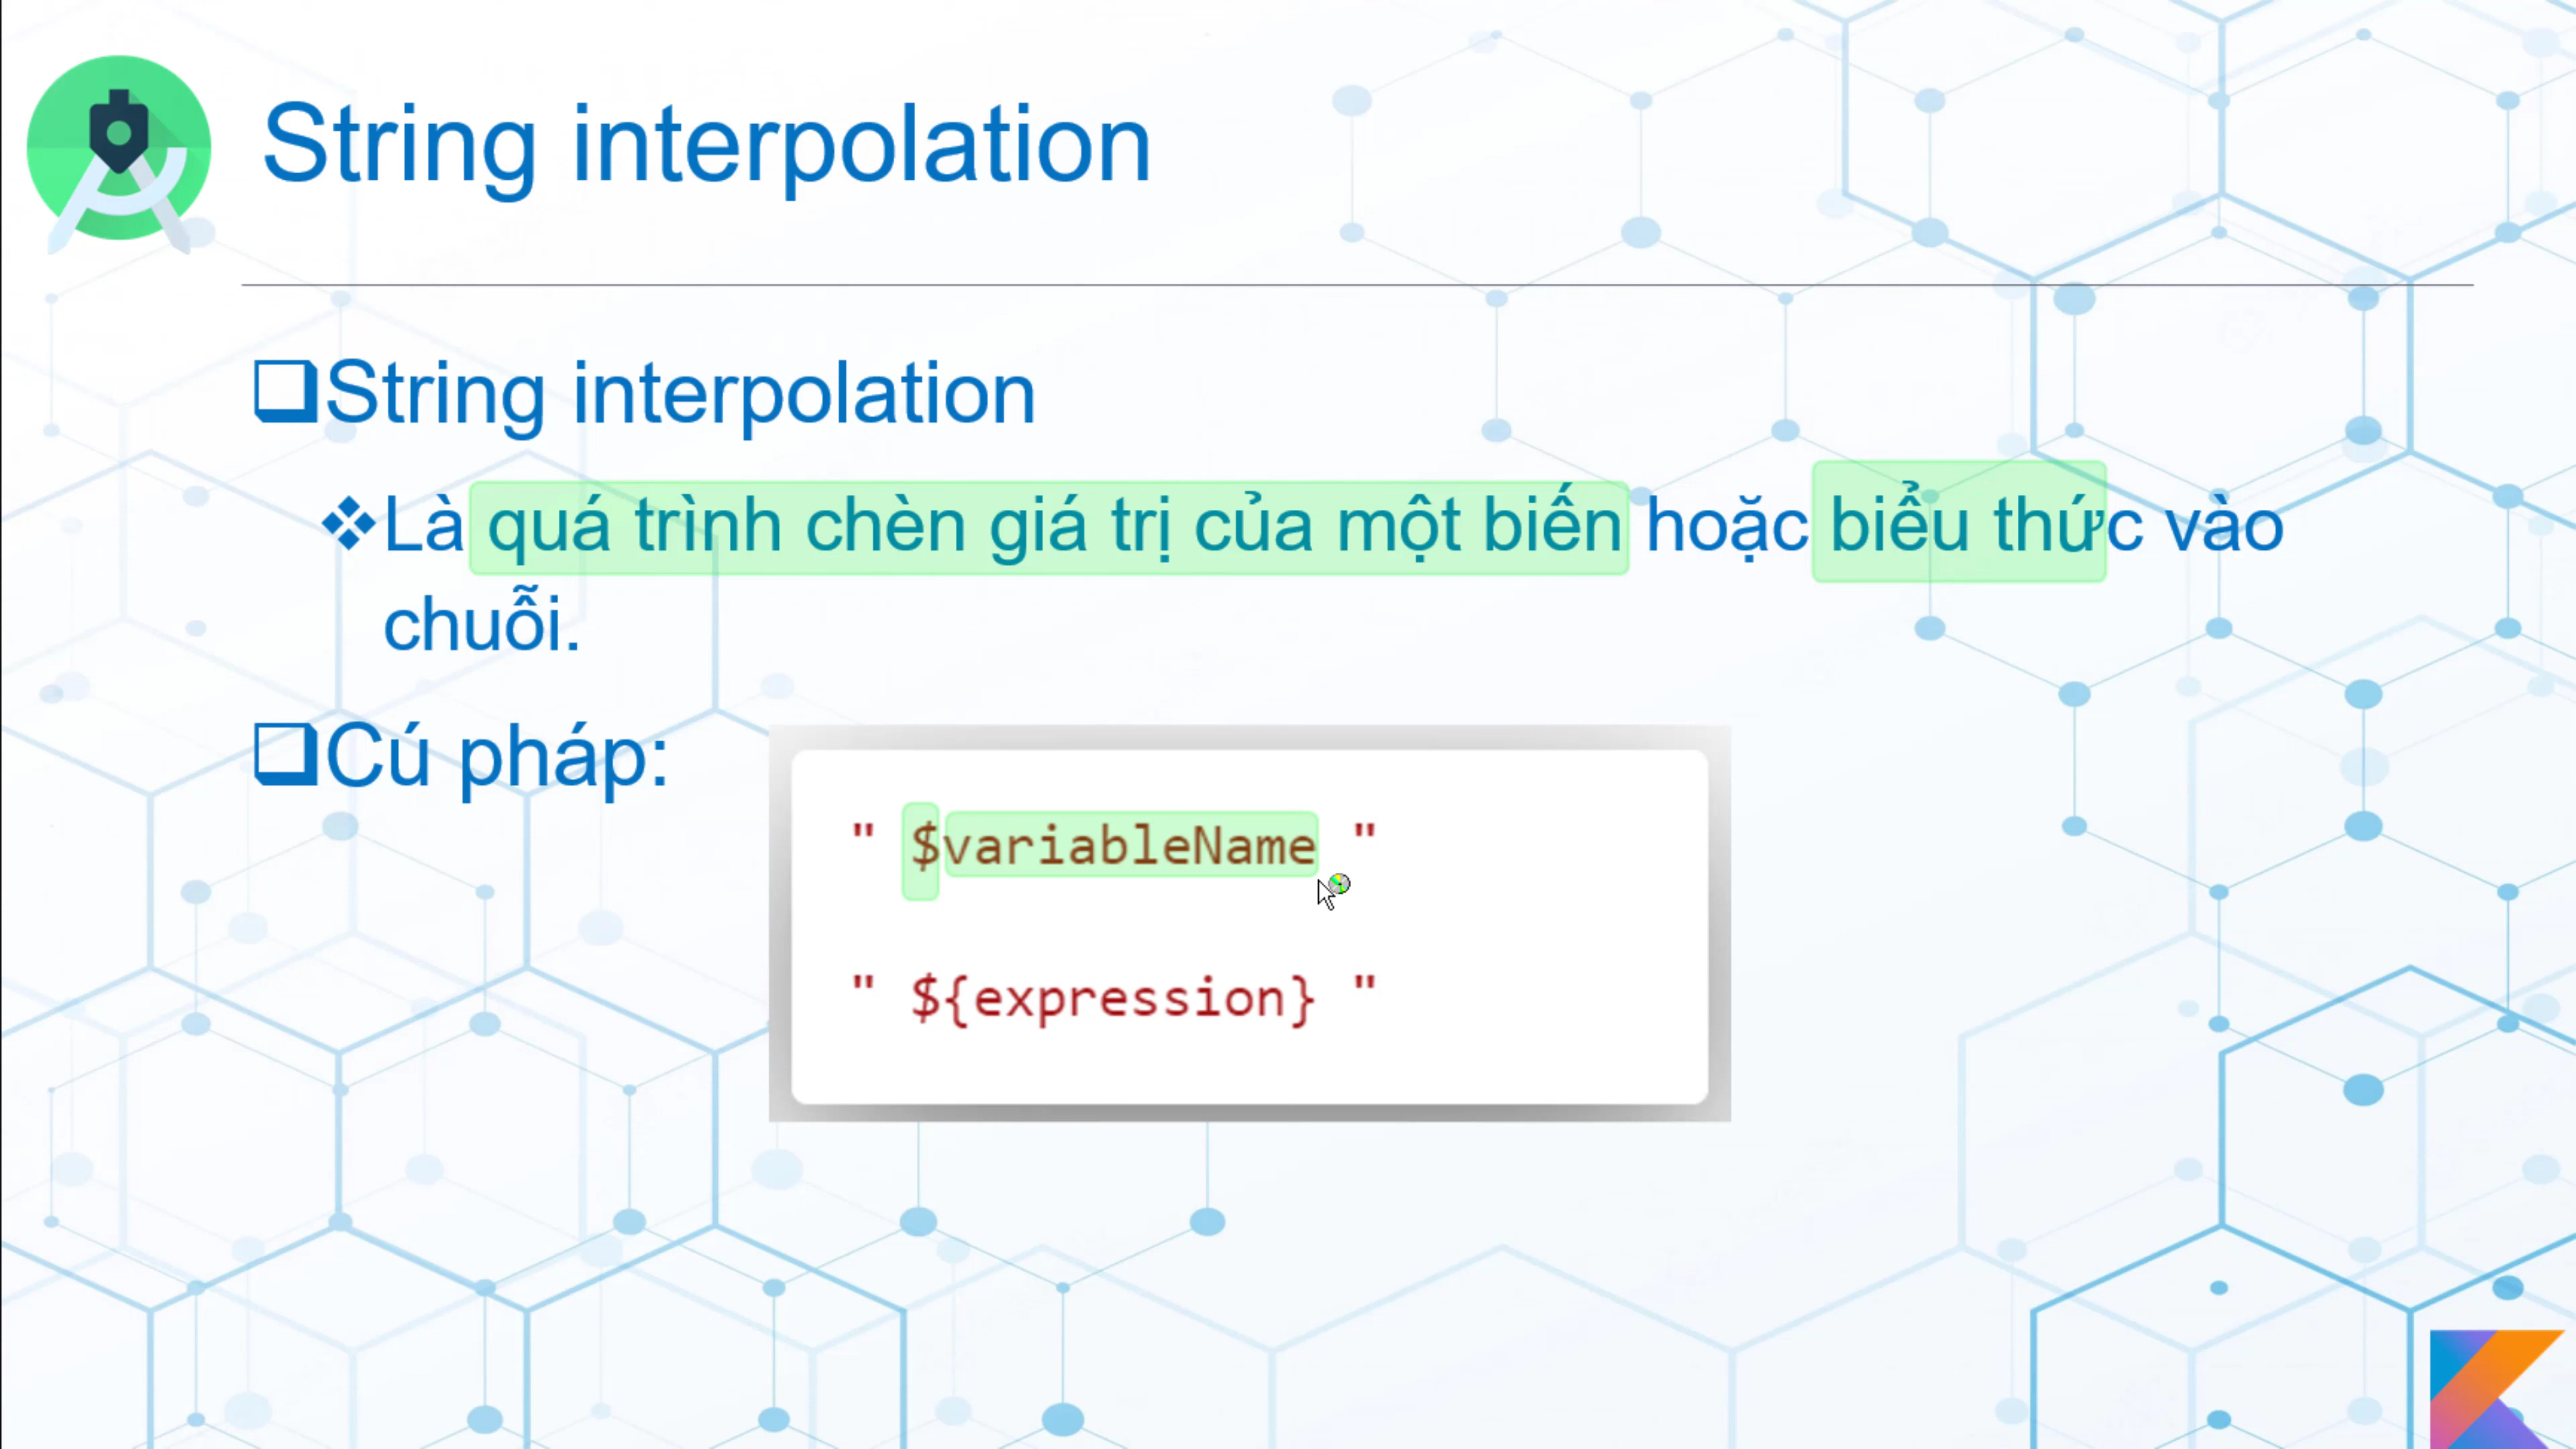 String interpolation
String interpolation
Là quá trình chèn giá trị của một biến hoặc biểu thức vào
chuỗi.
Cú pháp:
" $variableName "
" ${expression} "